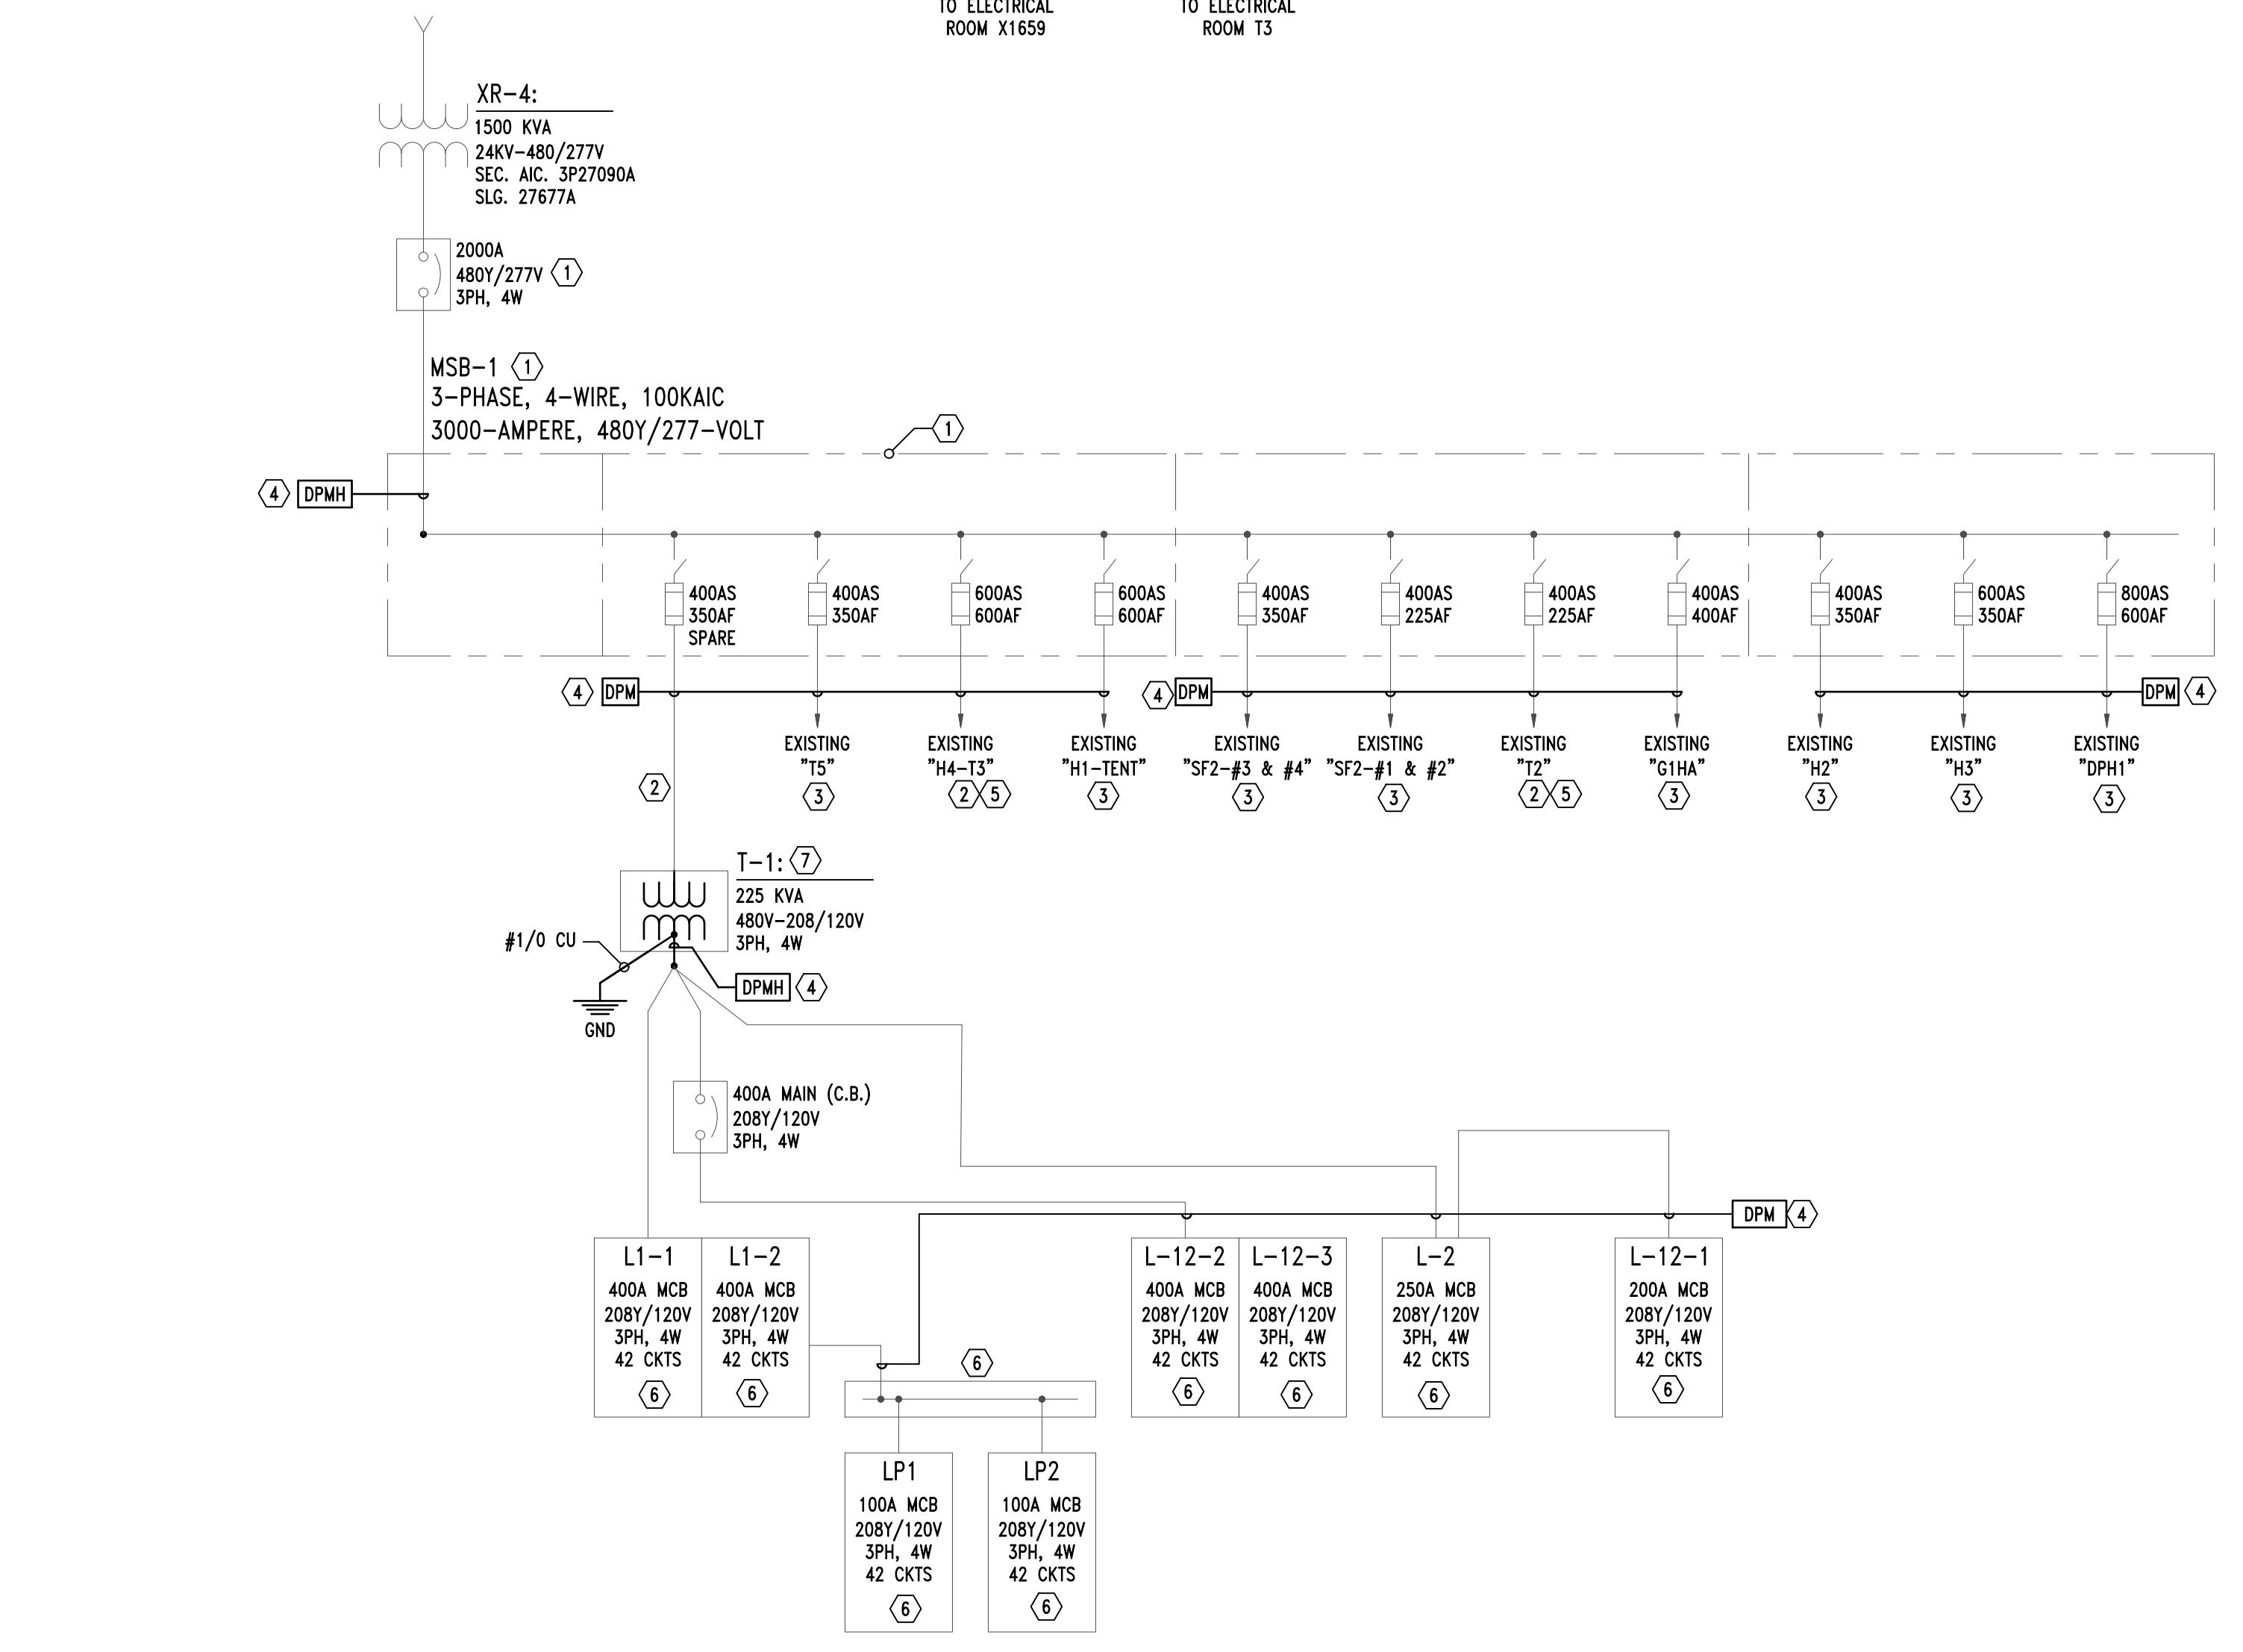 TO ELECTRICAL
ROOM X1659
TO ELECTRICAL
ROOM T3
XR-4:
1500 KVA
24KV-480/277V
SEC. AIC. 3P27090A
SLG. 27677A
2000A
480Y/277V 1
3PH, 4W
MSB-1 1
3-PHASE, 4-WIRE, 100KAIC
3000-AMPERE, 480Y/277-VOLT
1
4 DPMH
400AS
350AF
SPARE
400AS
350AF
600AS
600AF
600AS
600AF
400AS
350AF
400AS
225AF
400AS
225AF
400AS
400AF
400AS
350AF
600AS
350AF
800AS
600AF
4 DPM
4 DPM
DPM 4
EXISTING
"T5"
3
EXISTING
"H4-T3"
2 5
EXISTING
"H1-TENT"
3
EXISTING
"SF2-#3 & #4"
3
EXISTING
"SF2-#1 & #2"
3
EXISTING
"T2"
2 5
EXISTING
"G1HA"
3
EXISTING
"H2"
3
EXISTING
"H3"
3
EXISTING
"DPH1"
3
2
T-1: 7
225 KVA
480V-208/120V
3PH, 4W
#1/0 CU
DPMH 4
GND
400A MAIN (C.B.)
208Y/120V
3PH, 4W
DPM 4
L1-1
400A MCB
208Y/120V
3PH, 4W
42 CKTS
6
L1-2
400A MCB
208Y/120V
3PH, 4W
42 CKTS
6
6
L-12-2
400A MCB
208Y/120V
3PH, 4W
42 CKTS
6
L-12-3
400A MCB
208Y/120V
3PH, 4W
42 CKTS
6
L-2
250A MCB
208Y/120V
3PH, 4W
42 CKTS
6
L-12-1
200A MCB
208Y/120V
3PH, 4W
42 CKTS
6
LP1
100A MCB
208Y/120V
3PH, 4W
42 CKTS
6
LP2
100A MCB
208Y/120V
3PH, 4W
42 CKTS
6